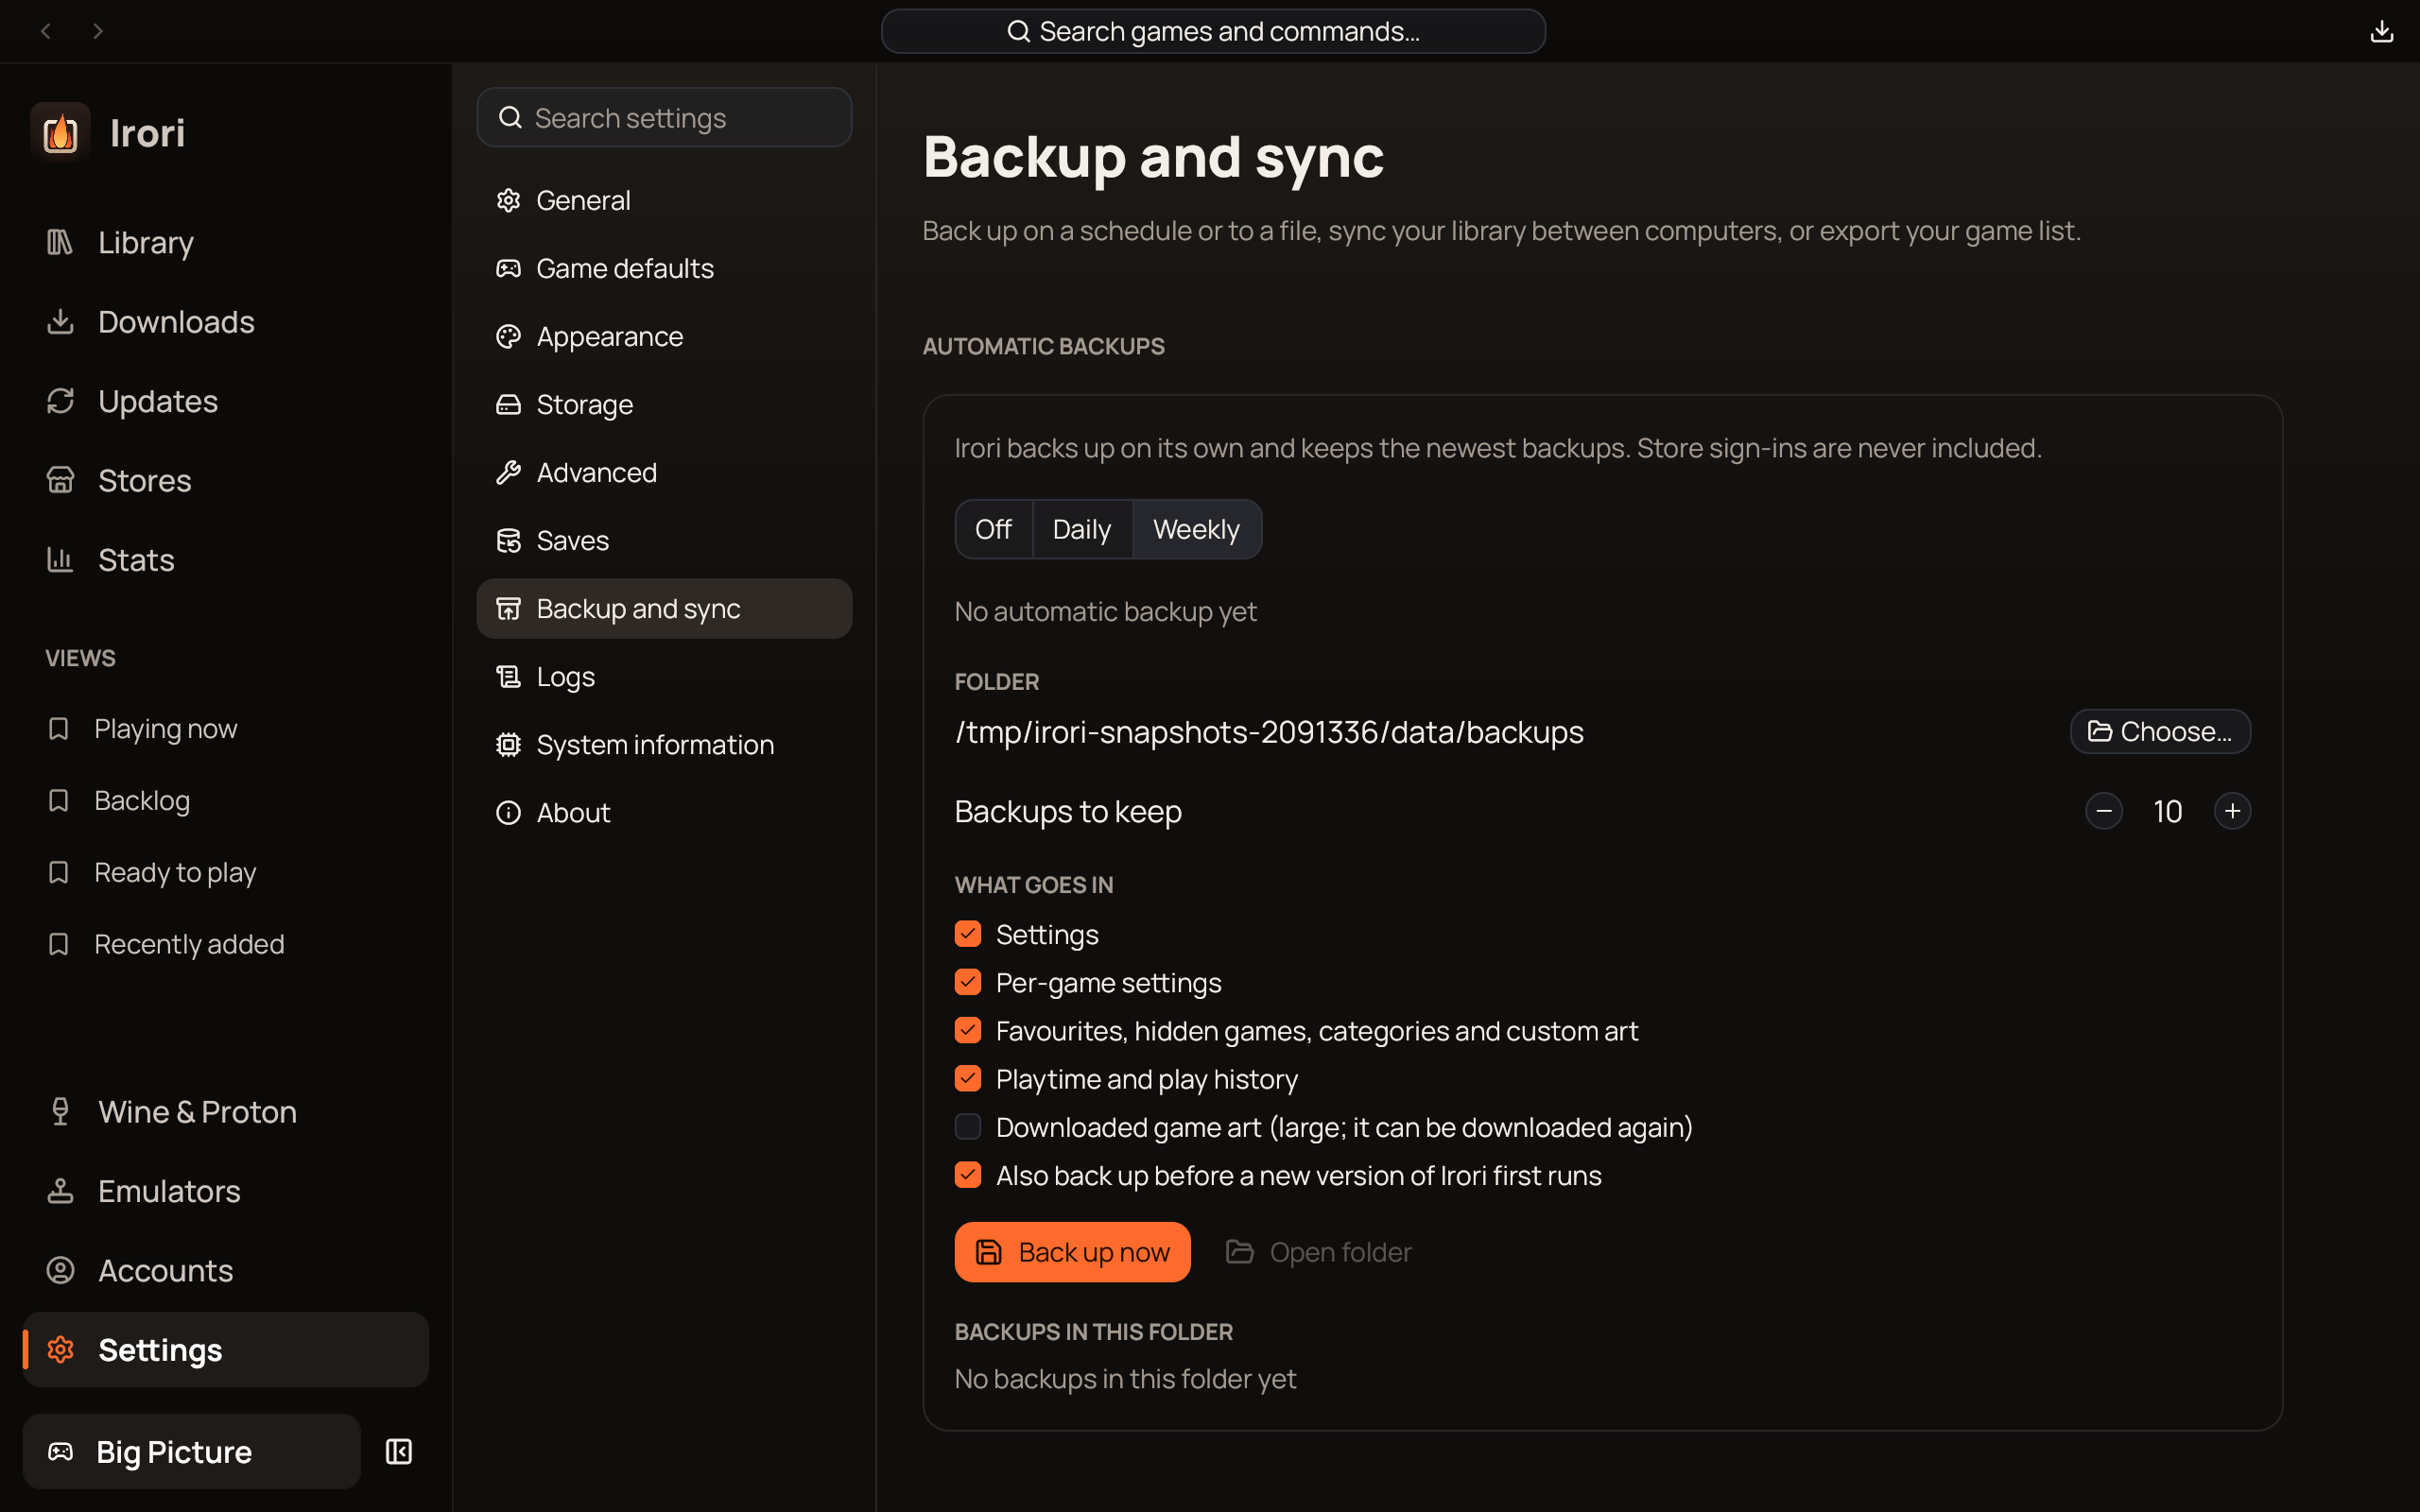 Search games and commands...
Irori
Library
Downloads
Updates
Stores
Stats
VIEWS
Playing now
Backlog
Ready to play
Recently added
Wine & Proton
Emulators
Accounts
Settings
Big Picture
Search settings
General
Game defaults
Appearance
Storage
Advanced
Saves
Backup and sync
Logs
System information
About
Backup and sync
Back up on a schedule or to a file, sync your library between computers, or export your game list.
AUTOMATIC BACKUPS
Irori backs up on its own and keeps the newest backups. Store sign-ins are never included.
Off Daily Weekly
No automatic backup yet
FOLDER
/tmp/irori-snapshots-2091336/data/backups Choose...
Backups to keep 10
WHAT GOES IN
Settings
Per-game settings
Favourites, hidden games, categories and custom art
Playtime and play history
Downloaded game art (large; it can be downloaded again)
Also back up before a new version of Irori first runs
Back up now Open folder
BACKUPS IN THIS FOLDER
No backups in this folder yet